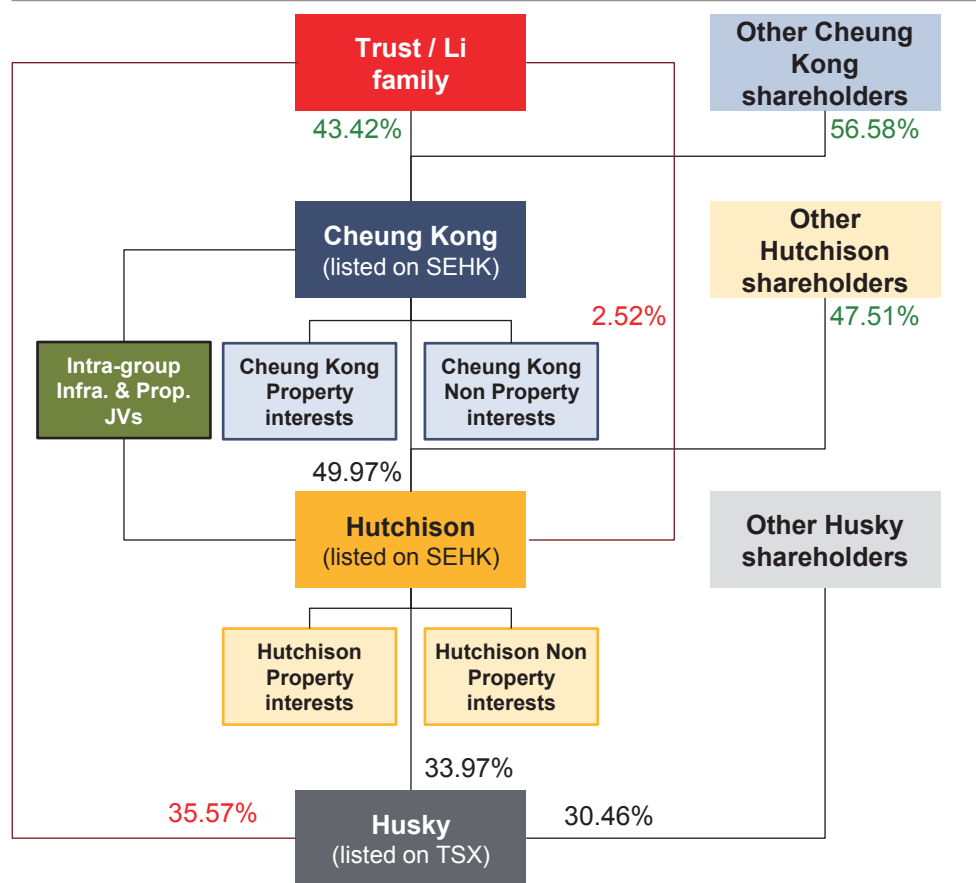 Trust / Li
family
Other Cheung
Kong
shareholders
43.42%
56.58%
Cheung Kong
(listed on SEHK)
Other
Hutchison
shareholders
2.52%
47.51%
Intra-group
Infra. & Prop.
JVs
Cheung Kong
Property
interests
Cheung Kong
Non Property
interests
49.97%
Hutchison
(listed on SEHK)
Other Husky
shareholders
Hutchison
Property
interests
Hutchison Non
Property
interests
33.97%
35.57%
30.46%
Husky
(listed on TSX)